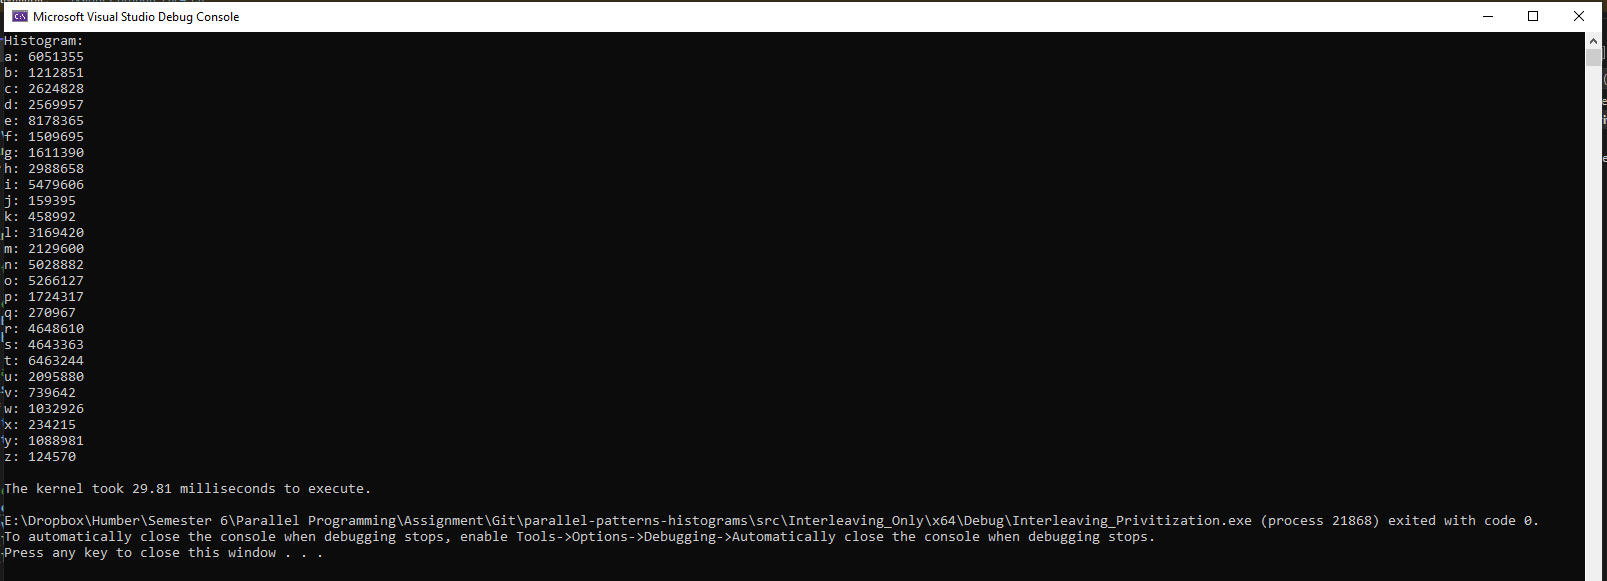 Microsoft Visual Studio Debug Console
Histogram:
a: 6051355
b: 1212851
c: 2624828
d: 2569957
e: 8178365
f: 1509695
g: 1611390
h: 2988658
i: 5479606
j: 159395
k: 458992
l: 3169420
m: 2129600
n: 5028882
o: 5266127
p: 1724317
q: 270967
r: 4648610
s: 4643363
t: 6463244
u: 2095880
v: 739642
w: 1032926
x: 234215
y: 1088981
z: 124570
The kernel took 29.81 milliseconds to execute.
E:\Dropbox\Humber\Semester 6\Parallel Programming\Assignment\Git\parallel-patterns-histograms\src\Interleaving_Only\x64\Debug\Interleaving_Privitization.exe (process 21868) exited with code 0.
To automatically close the console when debugging stops, enable Tools->Options->Debugging->Automatically close the console when debugging stops.
Press any key to close this window . . .